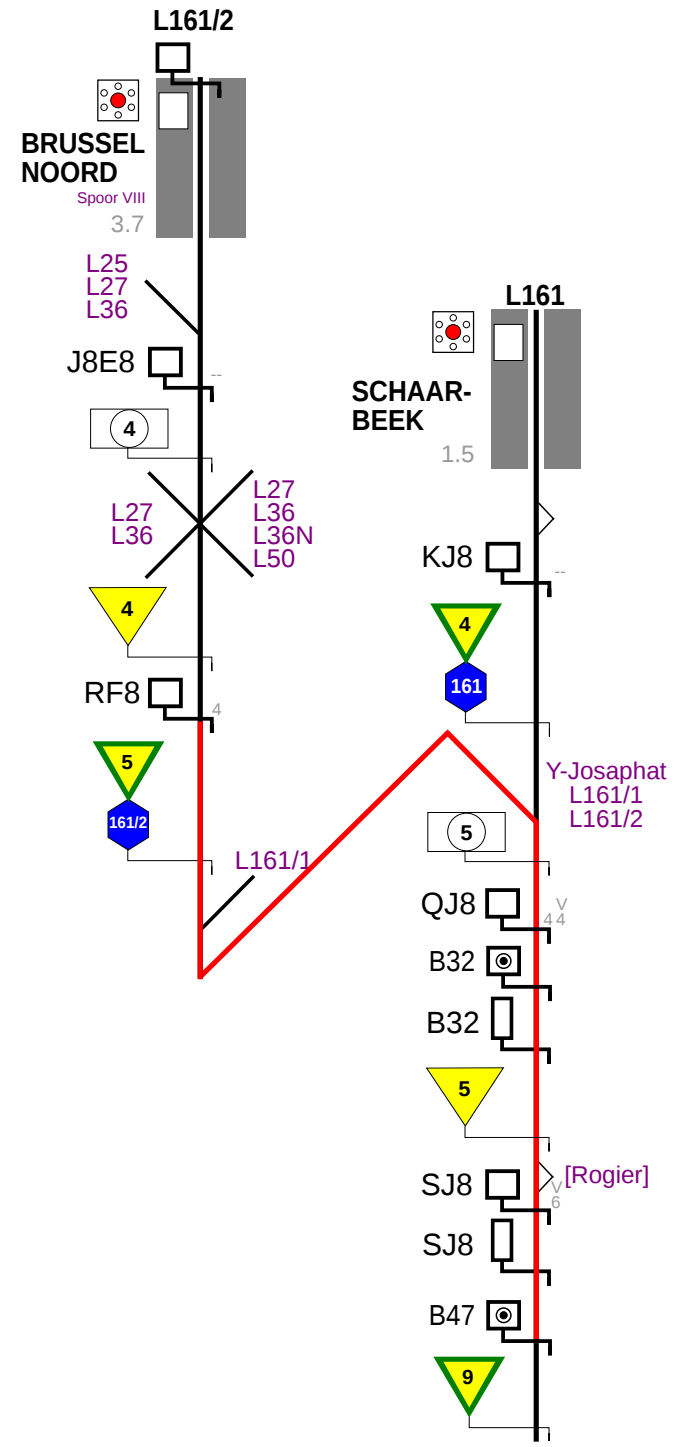 L161/2
BRUSSEL
NOORD
Spoor VIII
3.7
L25
L27
L36
J8E8
--
4
L27
L36
L27
L36
L36N
L50
4
RF8
4
5
161/2
L161/1
L161
SCHAAR-
BEEK
1.5
KJ8
--
4
161
Y-Josaphat
L161/1
L161/2
5
QJ8
V
4 4
B32
B32
5
[Rogier]
SJ8
V
6
SJ8
B47
9